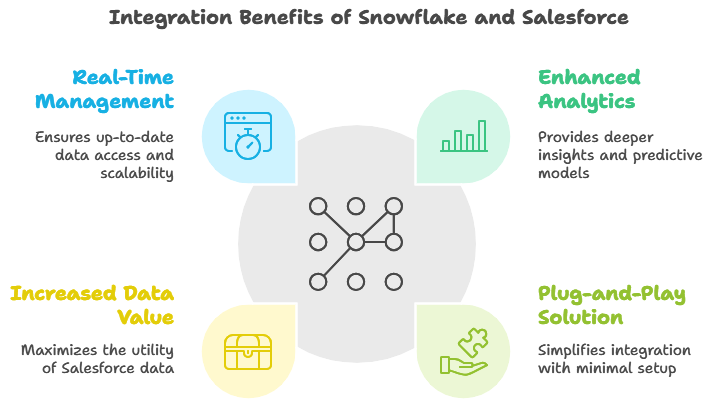 Integration Benefits of Snowflake and Salesforce
Real-Time
Management
Ensures up-to-date
data access and
scalability
Enhanced
Analytics
Provides deeper
insights and predictive
models
Increased Data
Value
Maximizes the utility
of Salesforce data
Plug-and-Play
Solution
Simplifies integration
with minimal setup